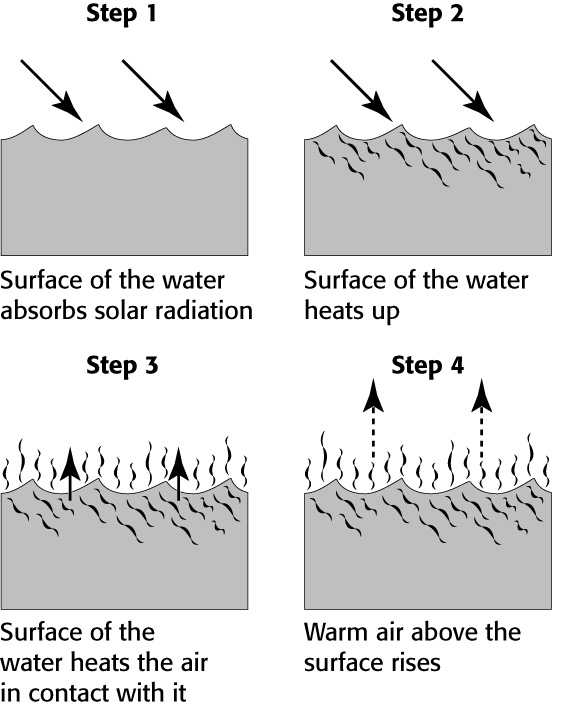 Step 1
Surface of the water
absorbs solar radiation
Step 2
Surface of the water
heats up
Step 3
Surface of the
water heats the air
in contact with it
Step 4
Warm air above the
surface rises